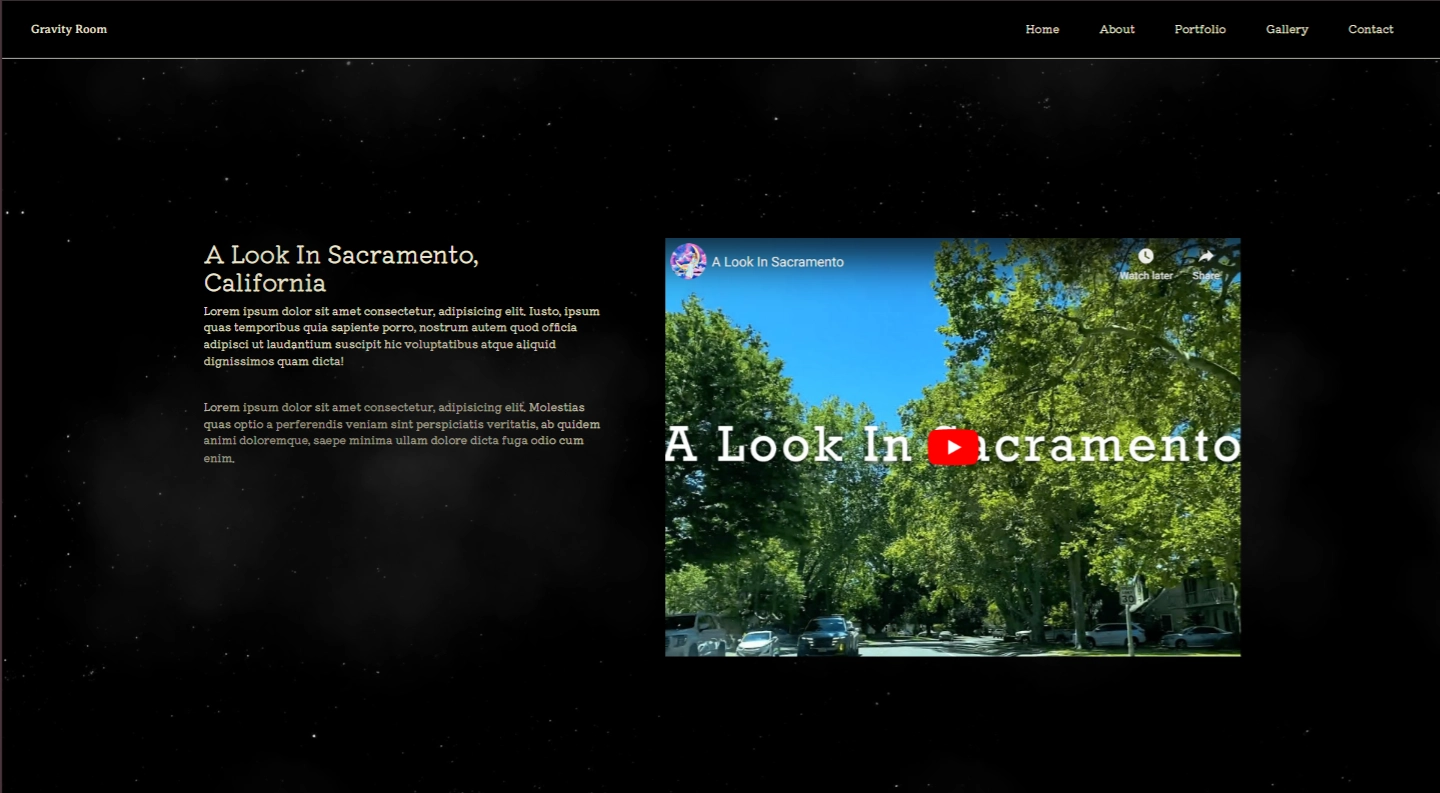 Gravity Room
Home About Portfolio Gallery Contact
A Look In Sacramento,
California
Lorem ipsum dolor sit amet consectetur, adipisicing elit. Iusto, ipsum
quas temporibus quia sapiente porro, nostrum autem quod officia
adipisci ut laudantium suscipit hic voluptatibus atque aliquid
dignissimos quam dicta!
Lorem ipsum dolor sit amet consectetur, adipisicing elit. Molestias
quas optio a perferendis veniam sint perspiciatis veritatis, ab quidem
animi doloremque, saepe minima ullam dolore dicta fuga odio cum
enim.
A Look In Sacramento
Watch later Share
A Look In Sacramento
30